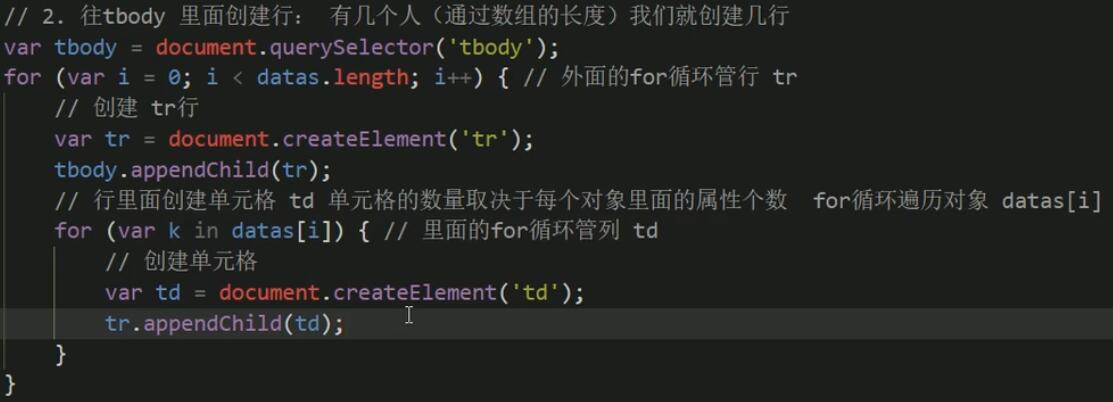 // 2. 往tbody 里面创建行： 有几个人（通过数组的长度）我们就创建几行
var tbody = document.querySelector('tbody');
for (var i = 0; i < datas.length; i++) { // 外面的for循环管行 tr
    // 创建 tr行
    var tr = document.createElement('tr');
    tbody.appendChild(tr);
    // 行里面创建单元格 td 单元格的数量取决于每个对象里面的属性个数  for循环遍历对象 datas[i]
    for (var k in datas[i]) { // 里面的for循环管列 td
        // 创建单元格
        var td = document.createElement('td');
        tr.appendChild(td);
    }
}